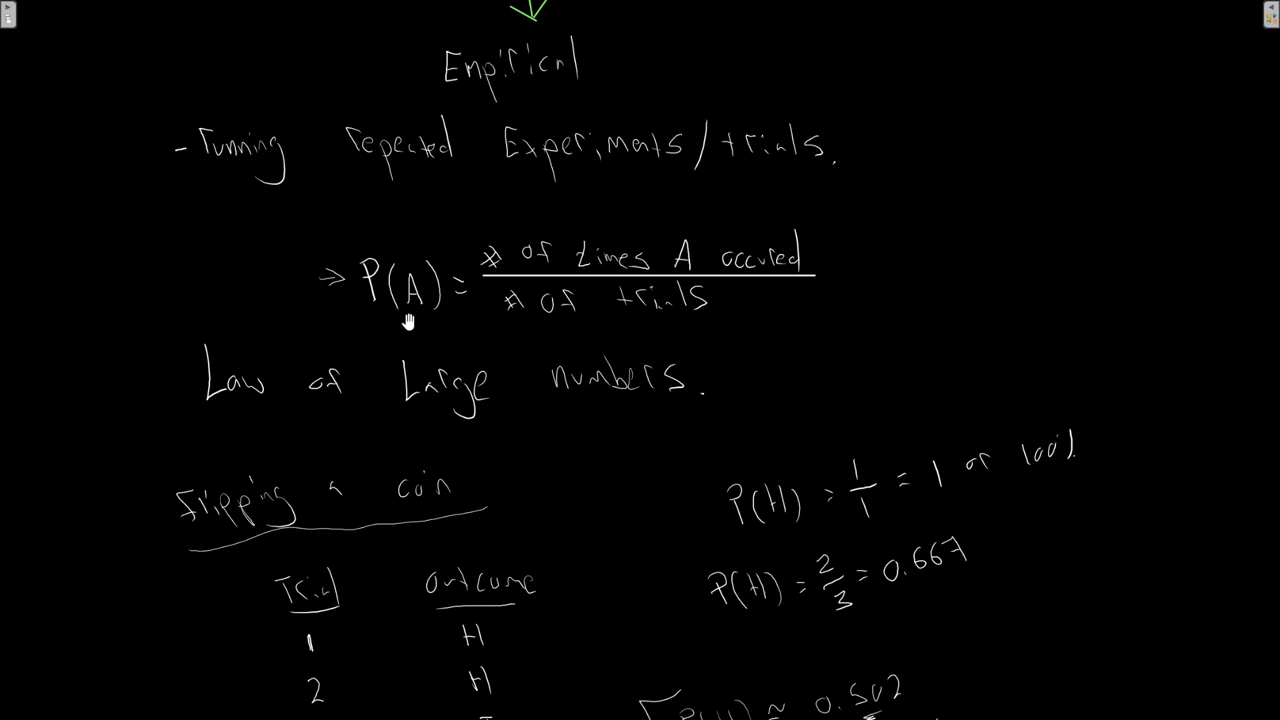 Empirical
- running repeated Experiments/trials.
⇒ P(A) = # of times A occured / # of trials
Law of Large numbers.
flipping a coin
P(H) = 1/1 = 1 or 100%
P(H) = 2/3 = 0.667
Trial outcome
1 H
2 H
P(H) ≈ 0.502